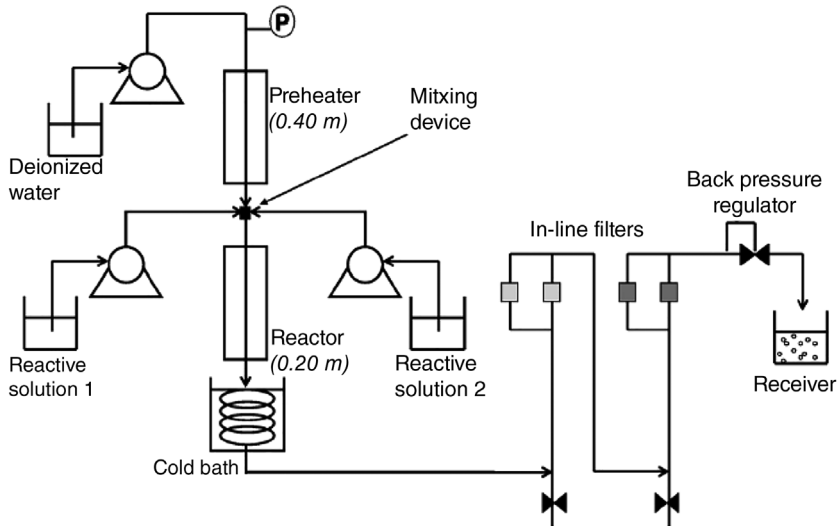 P
Preheater
(0.40 m)
Mitxing
device
Deionized
water
Back pressure
regulator
In-line filters
Reactor
(0.20 m)
Reactive
solution 1
Reactive
solution 2
Receiver
Cold bath